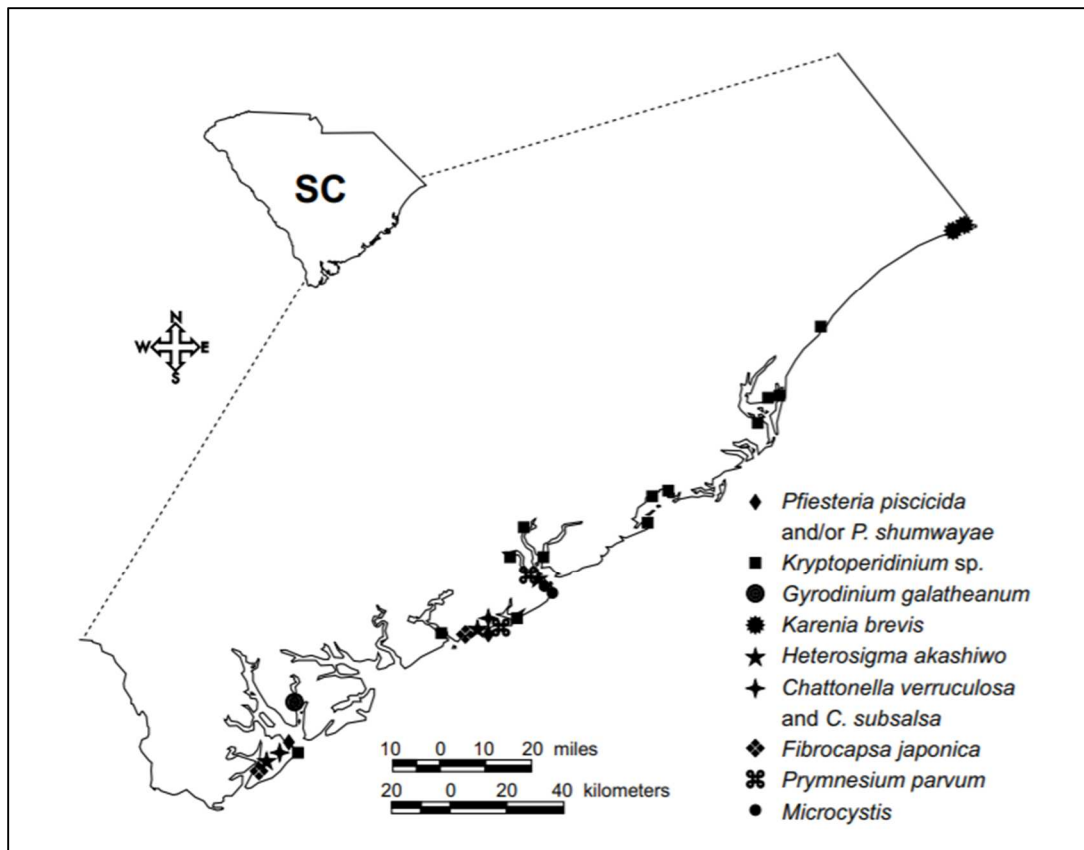 SC
N
W E
S
Pfiesteria piscicida
and/or P. shumwayae
Kryptoperidinium sp.
Gyrodinium galatheanum
Karenia brevis
Heterosigma akashiwo
Chattonella verruculosa
and C. subsalsa
Fibrocapsa japonica
Prymnesium parvum
Microcystis
10 0 10 20 miles
20 0 20 40 kilometers